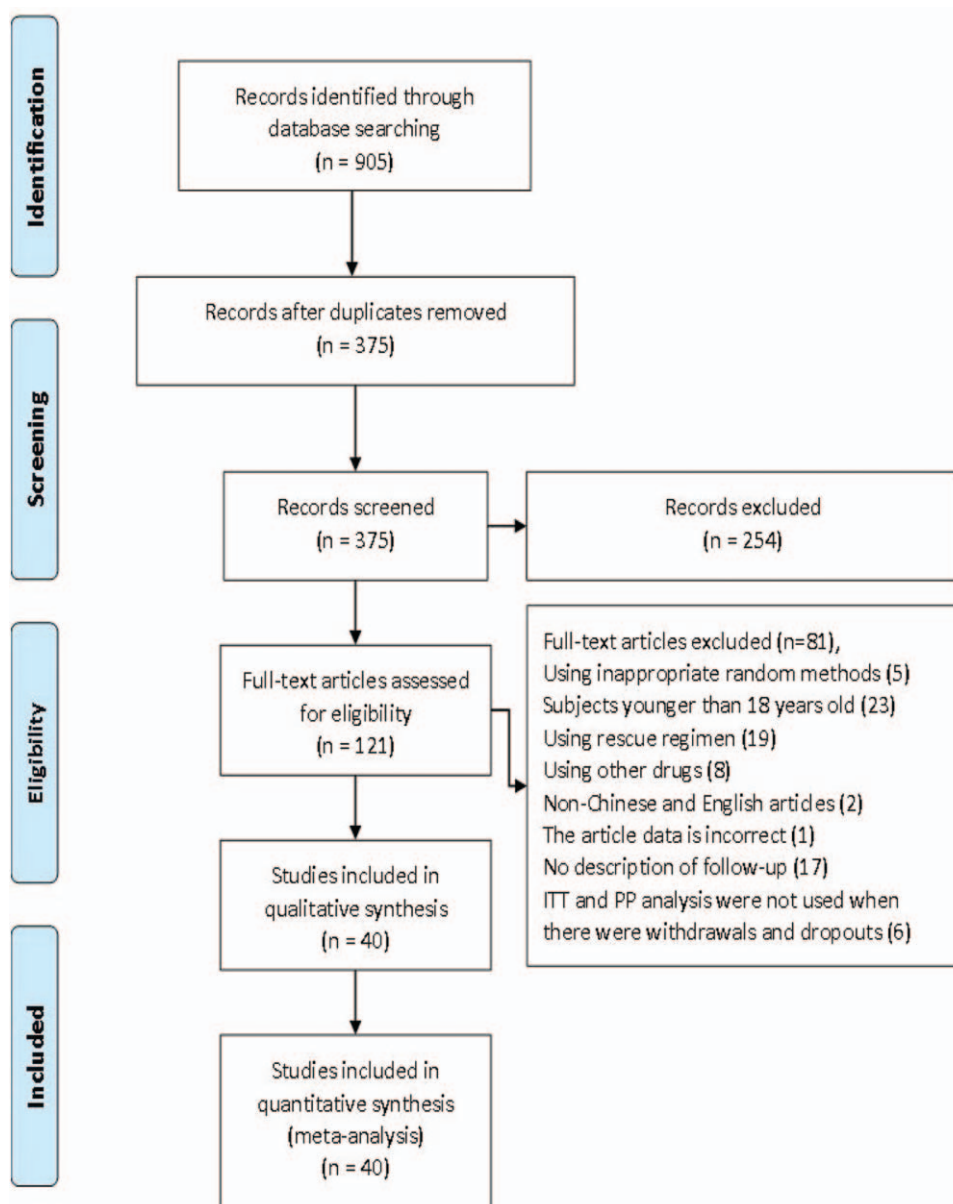 Identification
Records identified through
database searching
(n = 905)
Records after duplicates removed
(n = 375)
Screening
Records screened
(n = 375)
Records excluded
(n = 254)
Eligibility
Full-text articles assessed
for eligibility
(n = 121)
Full-text articles excluded (n=81),
Using inappropriate random methods (5)
Subjects younger than 18 years old (23)
Using rescue regimen (19)
Using other drugs (8)
Non-Chinese and English articles (2)
The article data is incorrect (1)
No description of follow-up (17)
ITT and PP analysis were not used when
there were withdrawals and dropouts (6)
Studies included in
qualitative synthesis
(n = 40)
Included
Studies included in
quantitative synthesis
(meta-analysis)
(n = 40)